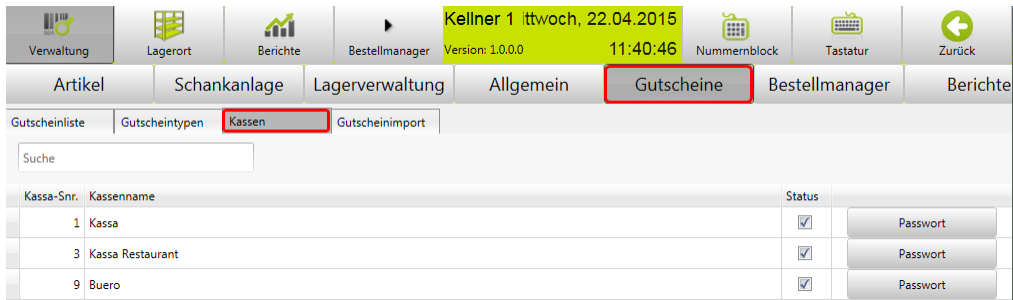 Kellner 1 ittwoch, 22.04.2015
Verwaltung Lagerort Berichte Bestellmanager Version: 1.0.0.0 11:40:46 Nummernblock Tastatur Zurück
Artikel Schankanlage Lagerverwaltung Allgemein Gutscheine Bestellmanager Berichte
Gutscheinliste Gutscheintypen Kassen Gutscheinimport
Suche
Kassa-Snr. Kassenname Status
1 Kassa Passwort
3 Kassa Restaurant Passwort
9 Buero Passwort